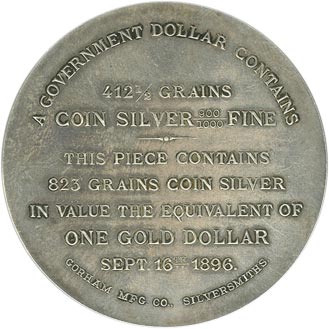 A GOVERNMENT DOLLAR CONTAINS
412½ GRAINS
COIN SILVER 900/1000 FINE
THIS PIECE CONTAINS
823 GRAINS COIN SILVER
IN VALUE THE EQUIVALENT OF
ONE GOLD DOLLAR
SEPT. 16TH 1896.
GORHAM MFG CO., SILVERSMITHS.